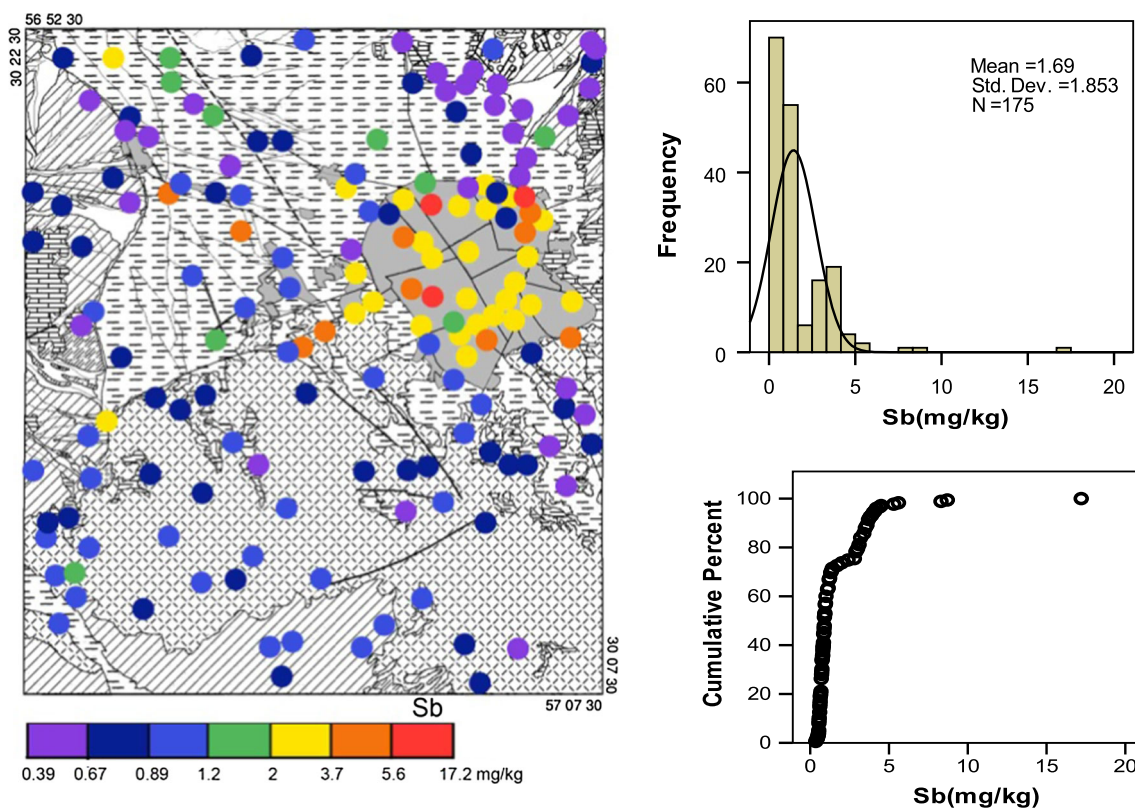 56 52 30
30 22 30
30 07 30
57 07 30
Sb
0.39 0.67 0.89 1.2 2 3.7 5.6 17.2 mg/kg
Mean =1.69
Std. Dev. =1.853
N =175
Frequency
60
40
20
0
0 5 10 15 20
Sb(mg/kg)
Cumulative Percent
100
80
60
40
20
0
0 5 10 15 20
Sb(mg/kg)